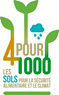 4 POUR
1000
LES SOLS POUR LA SÉCURITÉ
ALIMENTAIRE ET LE CLIMAT